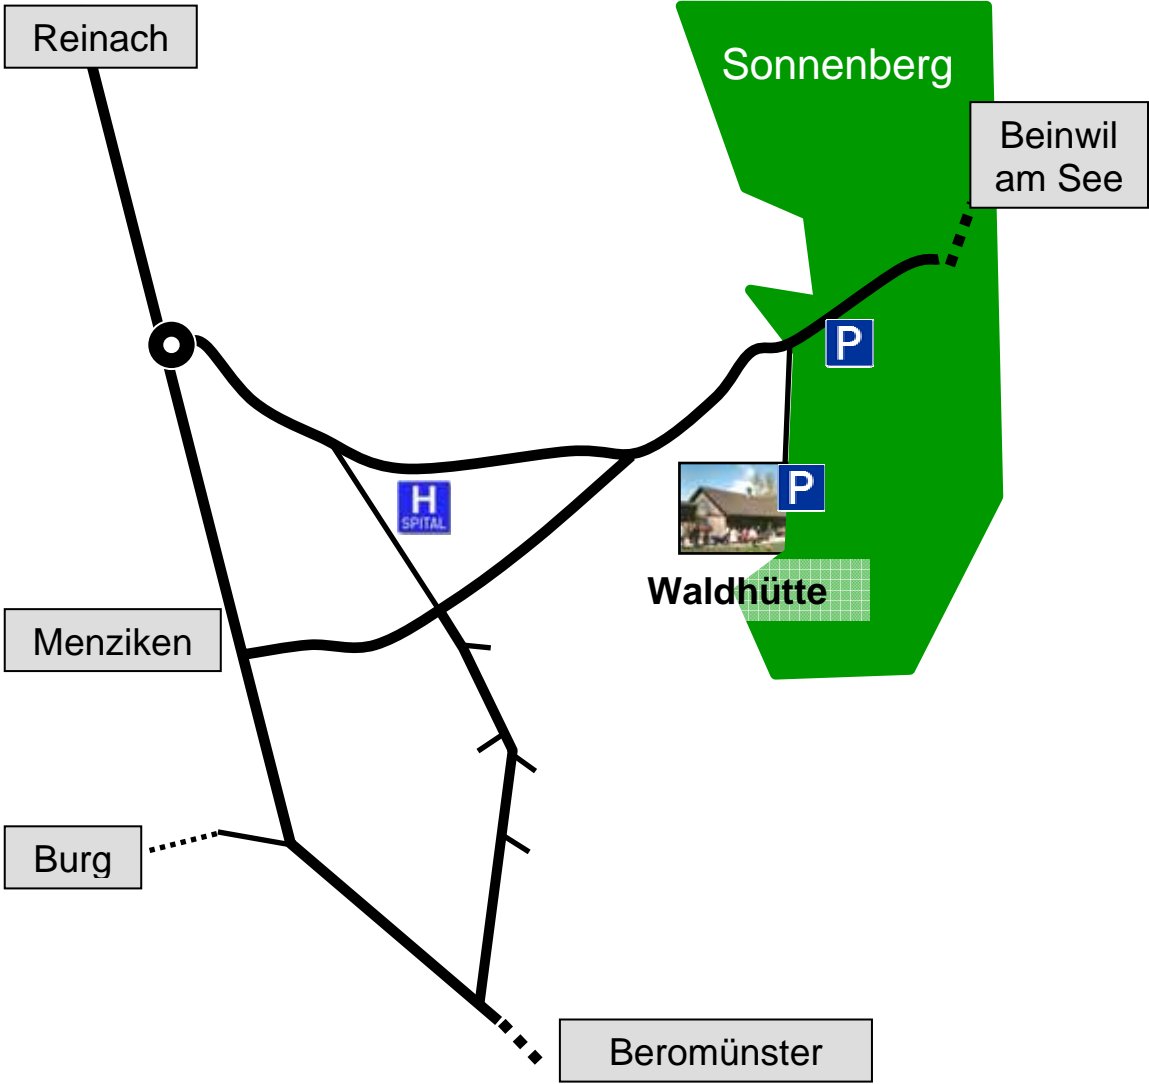 Reinach
Sonnenberg
Beinwil
am See
P
H
SPITAL
P
Waldhütte
Menziken
Burg
Beromünster